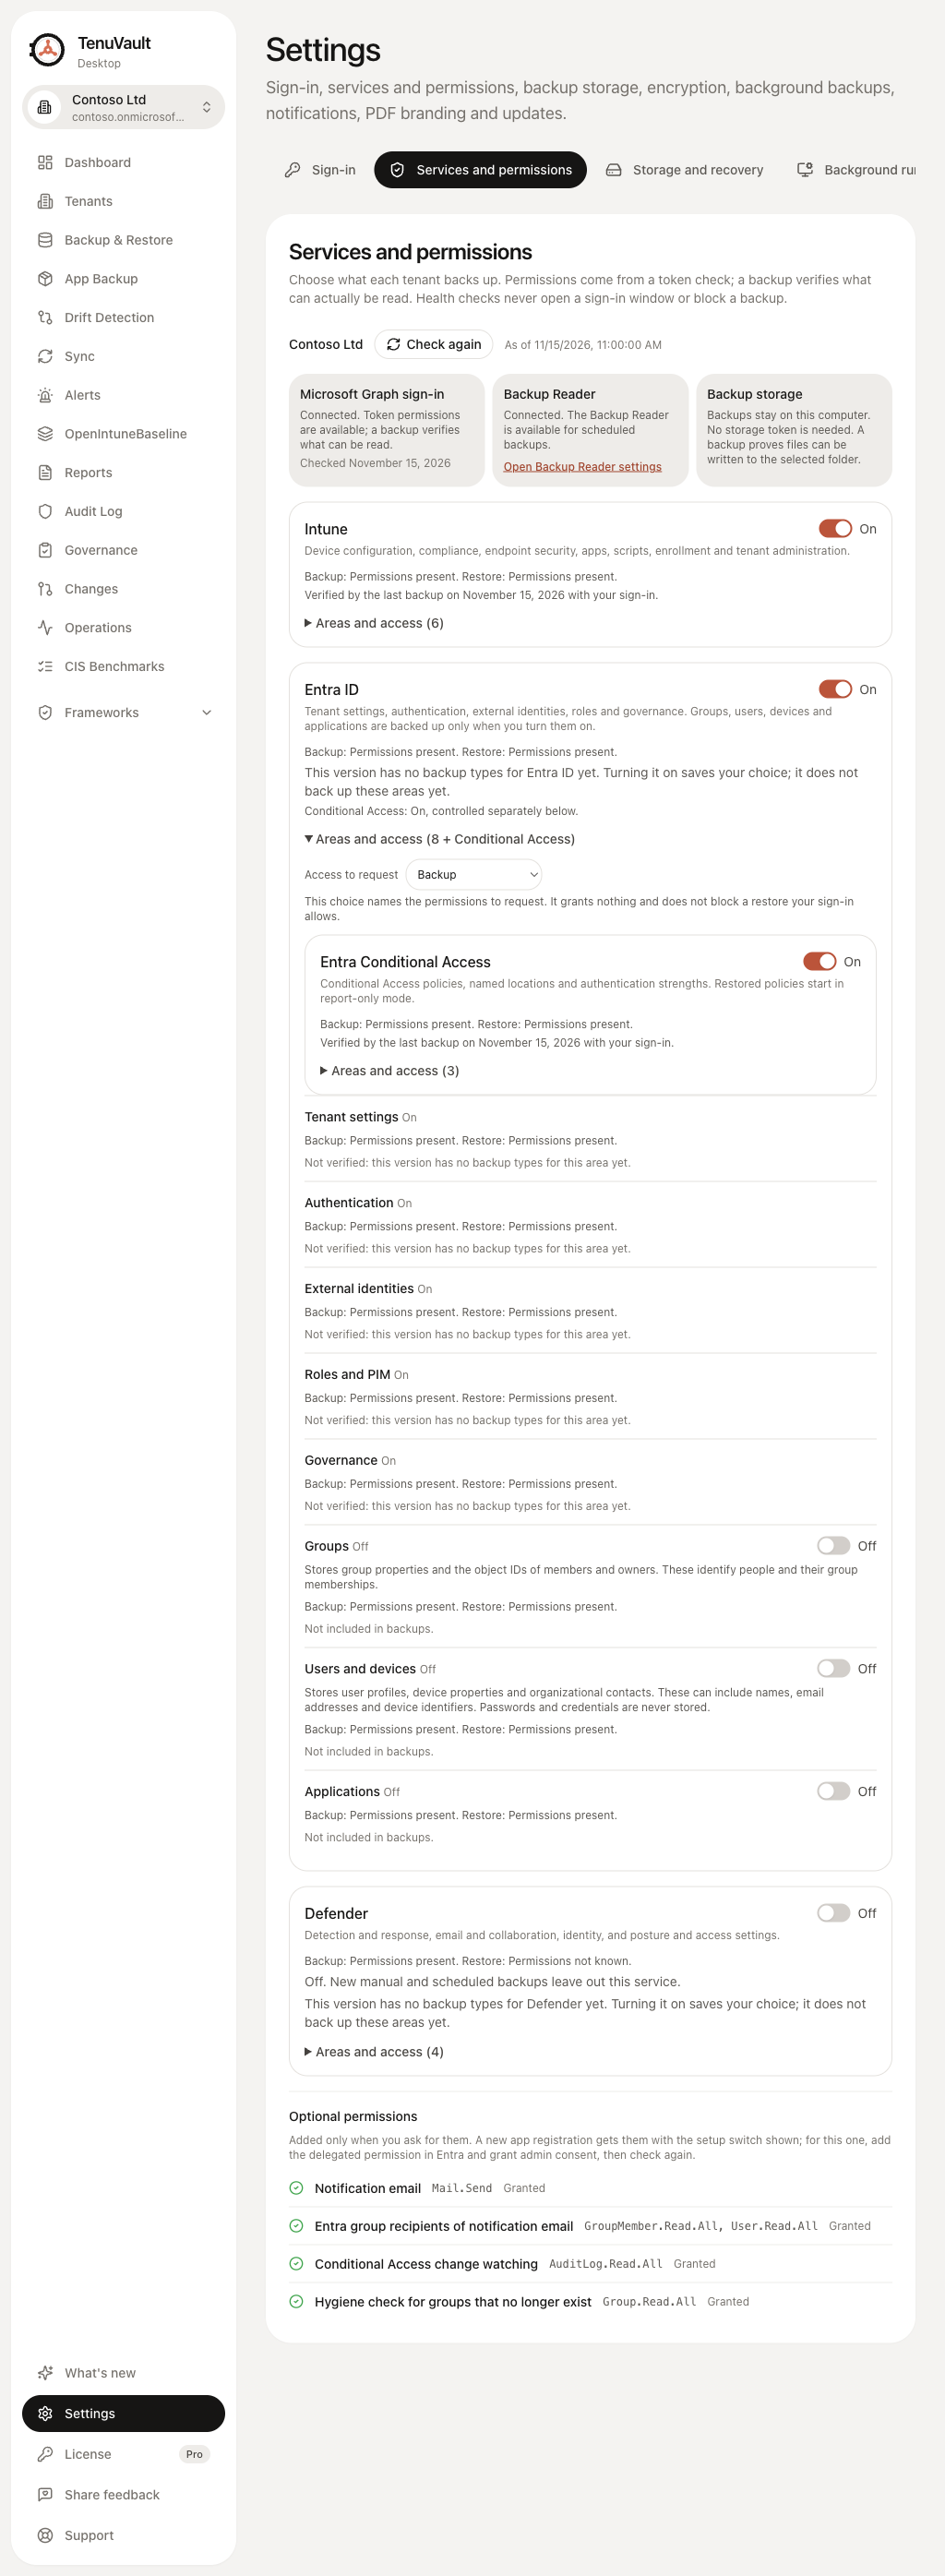 TenuVault
Desktop
Contoso Ltd
contoso.onmicrosof...
Dashboard
Tenants
Backup & Restore
App Backup
Drift Detection
Sync
Alerts
OpenIntuneBaseline
Reports
Audit Log
Governance
Changes
Operations
CIS Benchmarks
Frameworks
What's new
Settings
License
Pro
Share feedback
Support
Settings
Sign-in, services and permissions, backup storage, encryption, background backups,
notifications, PDF branding and updates.
Sign-in
Services and permissions
Storage and recovery
Background ru
Services and permissions
Choose what each tenant backs up. Permissions come from a token check; a backup verifies what
can actually be read. Health checks never open a sign-in window or block a backup.
Contoso Ltd
Check again
As of 11/15/2026, 11:00:00 AM
Microsoft Graph sign-in
Connected. Token permissions
are available; a backup verifies
what can be read.
Checked November 15, 2026
Backup Reader
Connected. The Backup Reader
is available for scheduled
backups.
Open Backup Reader settings
Backup storage
Backups stay on this computer.
No storage token is needed. A
backup proves files can be
written to the selected folder.
Intune
On
Device configuration, compliance, endpoint security, apps, scripts, enrollment and tenant administration.
Backup: Permissions present. Restore: Permissions present.
Verified by the last backup on November 15, 2026 with your sign-in.
Areas and access (6)
Entra ID
On
Tenant settings, authentication, external identities, roles and governance. Groups, users, devices and
applications are backed up only when you turn them on.
Backup: Permissions present. Restore: Permissions present.
This version has no backup types for Entra ID yet. Turning it on saves your choice; it does not
back up these areas yet.
Conditional Access: On, controlled separately below.
Areas and access (8 + Conditional Access)
Access to request
Backup
This choice names the permissions to request. It grants nothing and does not block a restore your sign-in
allows.
Entra Conditional Access
On
Conditional Access policies, named locations and authentication strengths. Restored policies start in
report-only mode.
Backup: Permissions present. Restore: Permissions present.
Verified by the last backup on November 15, 2026 with your sign-in.
Areas and access (3)
Tenant settings On
Backup: Permissions present. Restore: Permissions present.
Not verified: this version has no backup types for this area yet.
Authentication On
Backup: Permissions present. Restore: Permissions present.
Not verified: this version has no backup types for this area yet.
External identities On
Backup: Permissions present. Restore: Permissions present.
Not verified: this version has no backup types for this area yet.
Roles and PIM On
Backup: Permissions present. Restore: Permissions present.
Not verified: this version has no backup types for this area yet.
Governance On
Backup: Permissions present. Restore: Permissions present.
Not verified: this version has no backup types for this area yet.
Groups Off
Off
Stores group properties and the object IDs of members and owners. These identify people and their group
memberships.
Backup: Permissions present. Restore: Permissions present.
Not included in backups.
Users and devices Off
Off
Stores user profiles, device properties and organizational contacts. These can include names, email
addresses and device identifiers. Passwords and credentials are never stored.
Backup: Permissions present. Restore: Permissions present.
Not included in backups.
Applications Off
Off
Backup: Permissions present. Restore: Permissions present.
Not included in backups.
Defender
Off
Detection and response, email and collaboration, identity, and posture and access settings.
Backup: Permissions present. Restore: Permissions not known.
Off. New manual and scheduled backups leave out this service.
This version has no backup types for Defender yet. Turning it on saves your choice; it does not
back up these areas yet.
Areas and access (4)
Optional permissions
Added only when you ask for them. A new app registration gets them with the setup switch shown; for this one, add
the delegated permission in Entra and grant admin consent, then check again.
Notification email Mail.Send Granted
Entra group recipients of notification email GroupMember.Read.All, User.Read.All Granted
Conditional Access change watching AuditLog.Read.All Granted
Hygiene check for groups that no longer exist Group.Read.All Granted